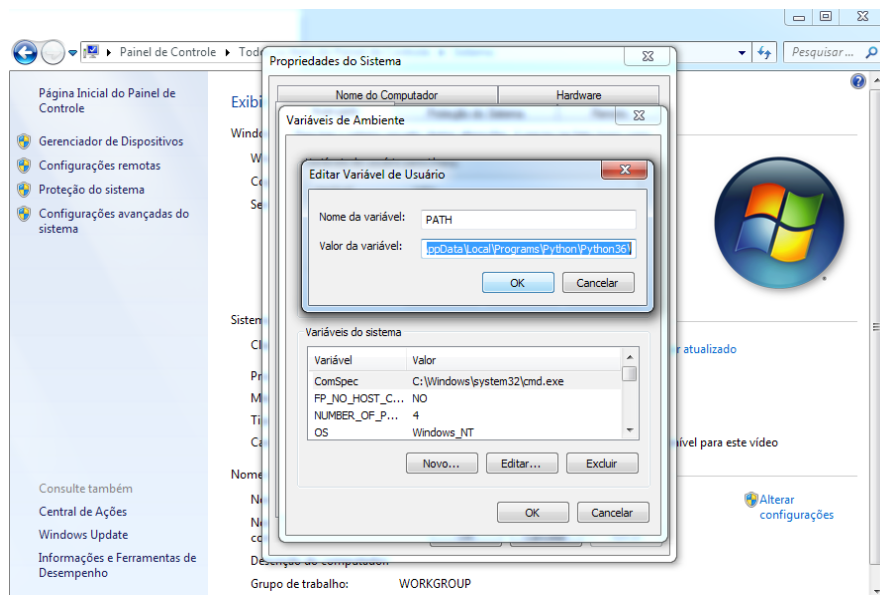 Painel de Controle
Pesquisar ...
Propriedades do Sistema
Nome do Computador
Hardware
Variáveis de Ambiente
Editar Variável de Usuário
Nome da variável:
PATH
Valor da variável:
ppData\Local\Programs\Python\Python36\
OK
Cancelar
Variáveis do sistema
Variável
Valor
ComSpec
C:\Windows\system32\cmd.exe
FP_NO_HOST_C...
NO
NUMBER_OF_P...
4
OS
Windows_NT
Novo...
Editar...
Excluir
OK
Cancelar
Página Inicial do Painel de
Controle
Gerenciador de Dispositivos
Configurações remotas
Proteção do sistema
Configurações avançadas do
sistema
Consulte também
Central de Ações
Windows Update
Informações e Ferramentas de
Desempenho
Exibi
Sistem
r atualizado
ível para este vídeo
Nome
Alterar
configurações
Grupo de trabalho:
WORKGROUP